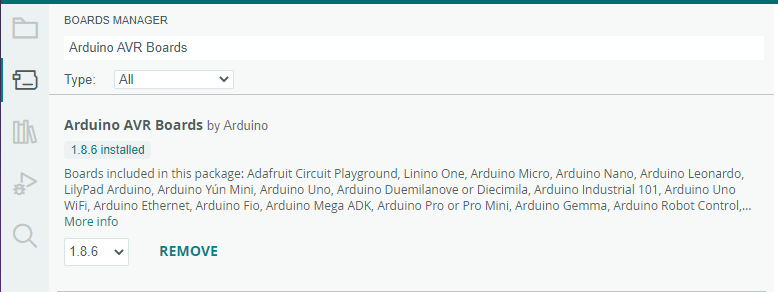 BOARDS MANAGER
Arduino AVR Boards
Type: All
Arduino AVR Boards by Arduino
1.8.6 installed
Boards included in this package: Adafruit Circuit Playground, Linino One, Arduino Micro, Arduino Nano, Arduino Leonardo,
LilyPad Arduino, Arduino Yún Mini, Arduino Uno, Arduino Duemilanove or Diecimila, Arduino Industrial 101, Arduino Uno
WiFi, Arduino Ethernet, Arduino Fio, Arduino Mega ADK, Arduino Pro or Pro Mini, Arduino Gemma, Arduino Robot Control,...
More info
1.8.6 REMOVE